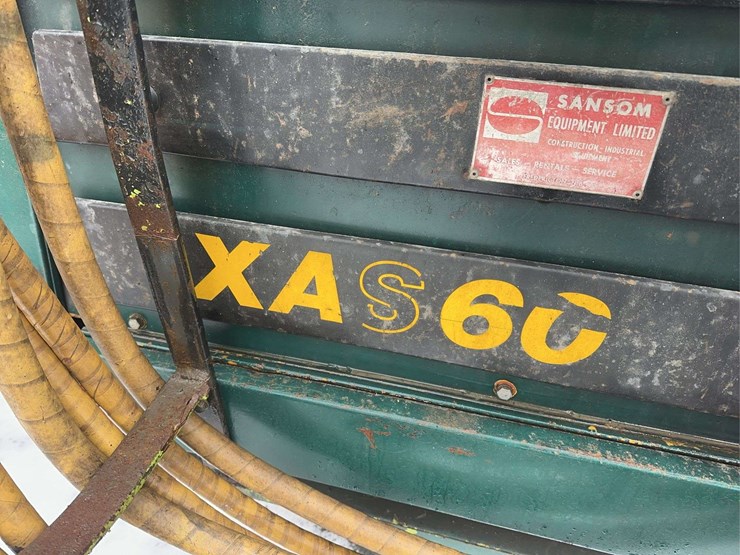 SANSOM
EQUIPMENT LIMITED
CONSTRUCTION - INDUSTRIAL
EQUIPMENT
SALES - RENTALS - SERVICE
XAS 60